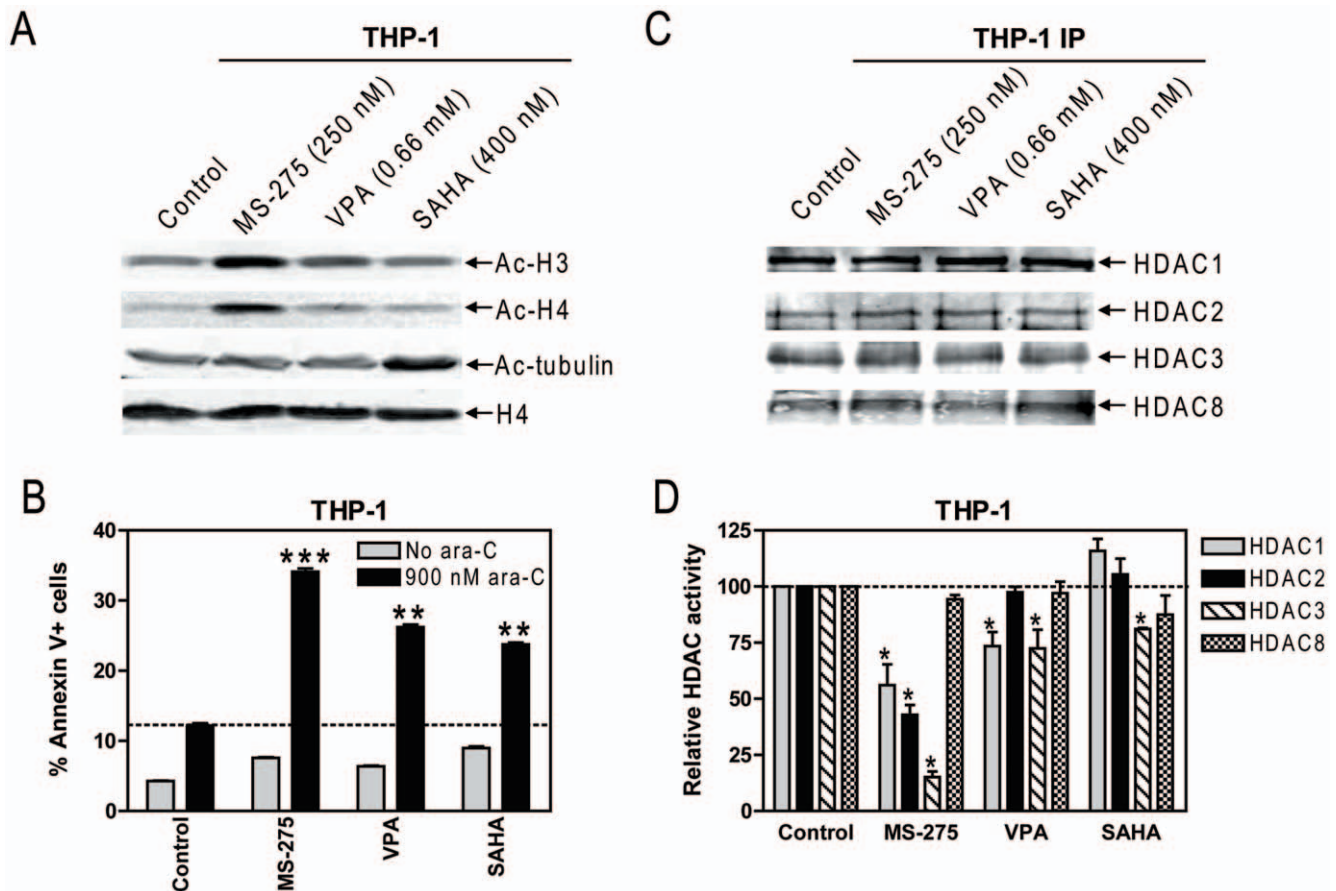 A
THP-1
Control
MS-275 (250 nM)
VPA (0.66 mM)
SAHA (400 nM)
Ac-H3
Ac-H4
Ac-tubulin
H4
C
THP-1 IP
Control
MS-275 (250 nM)
VPA (0.66 mM)
SAHA (400 nM)
HDAC1
HDAC2
HDAC3
HDAC8
B
THP-1
% Annexin V+ cells
40
30
20
10
0
No ara-C
900 nM ara-C
***
**
**
Control
MS-275
VPA
SAHA
D
THP-1
Relative HDAC activity
125
100
75
50
25
0
*
*
*
*
*
*
Control
MS-275
VPA
SAHA
HDAC1
HDAC2
HDAC3
HDAC8